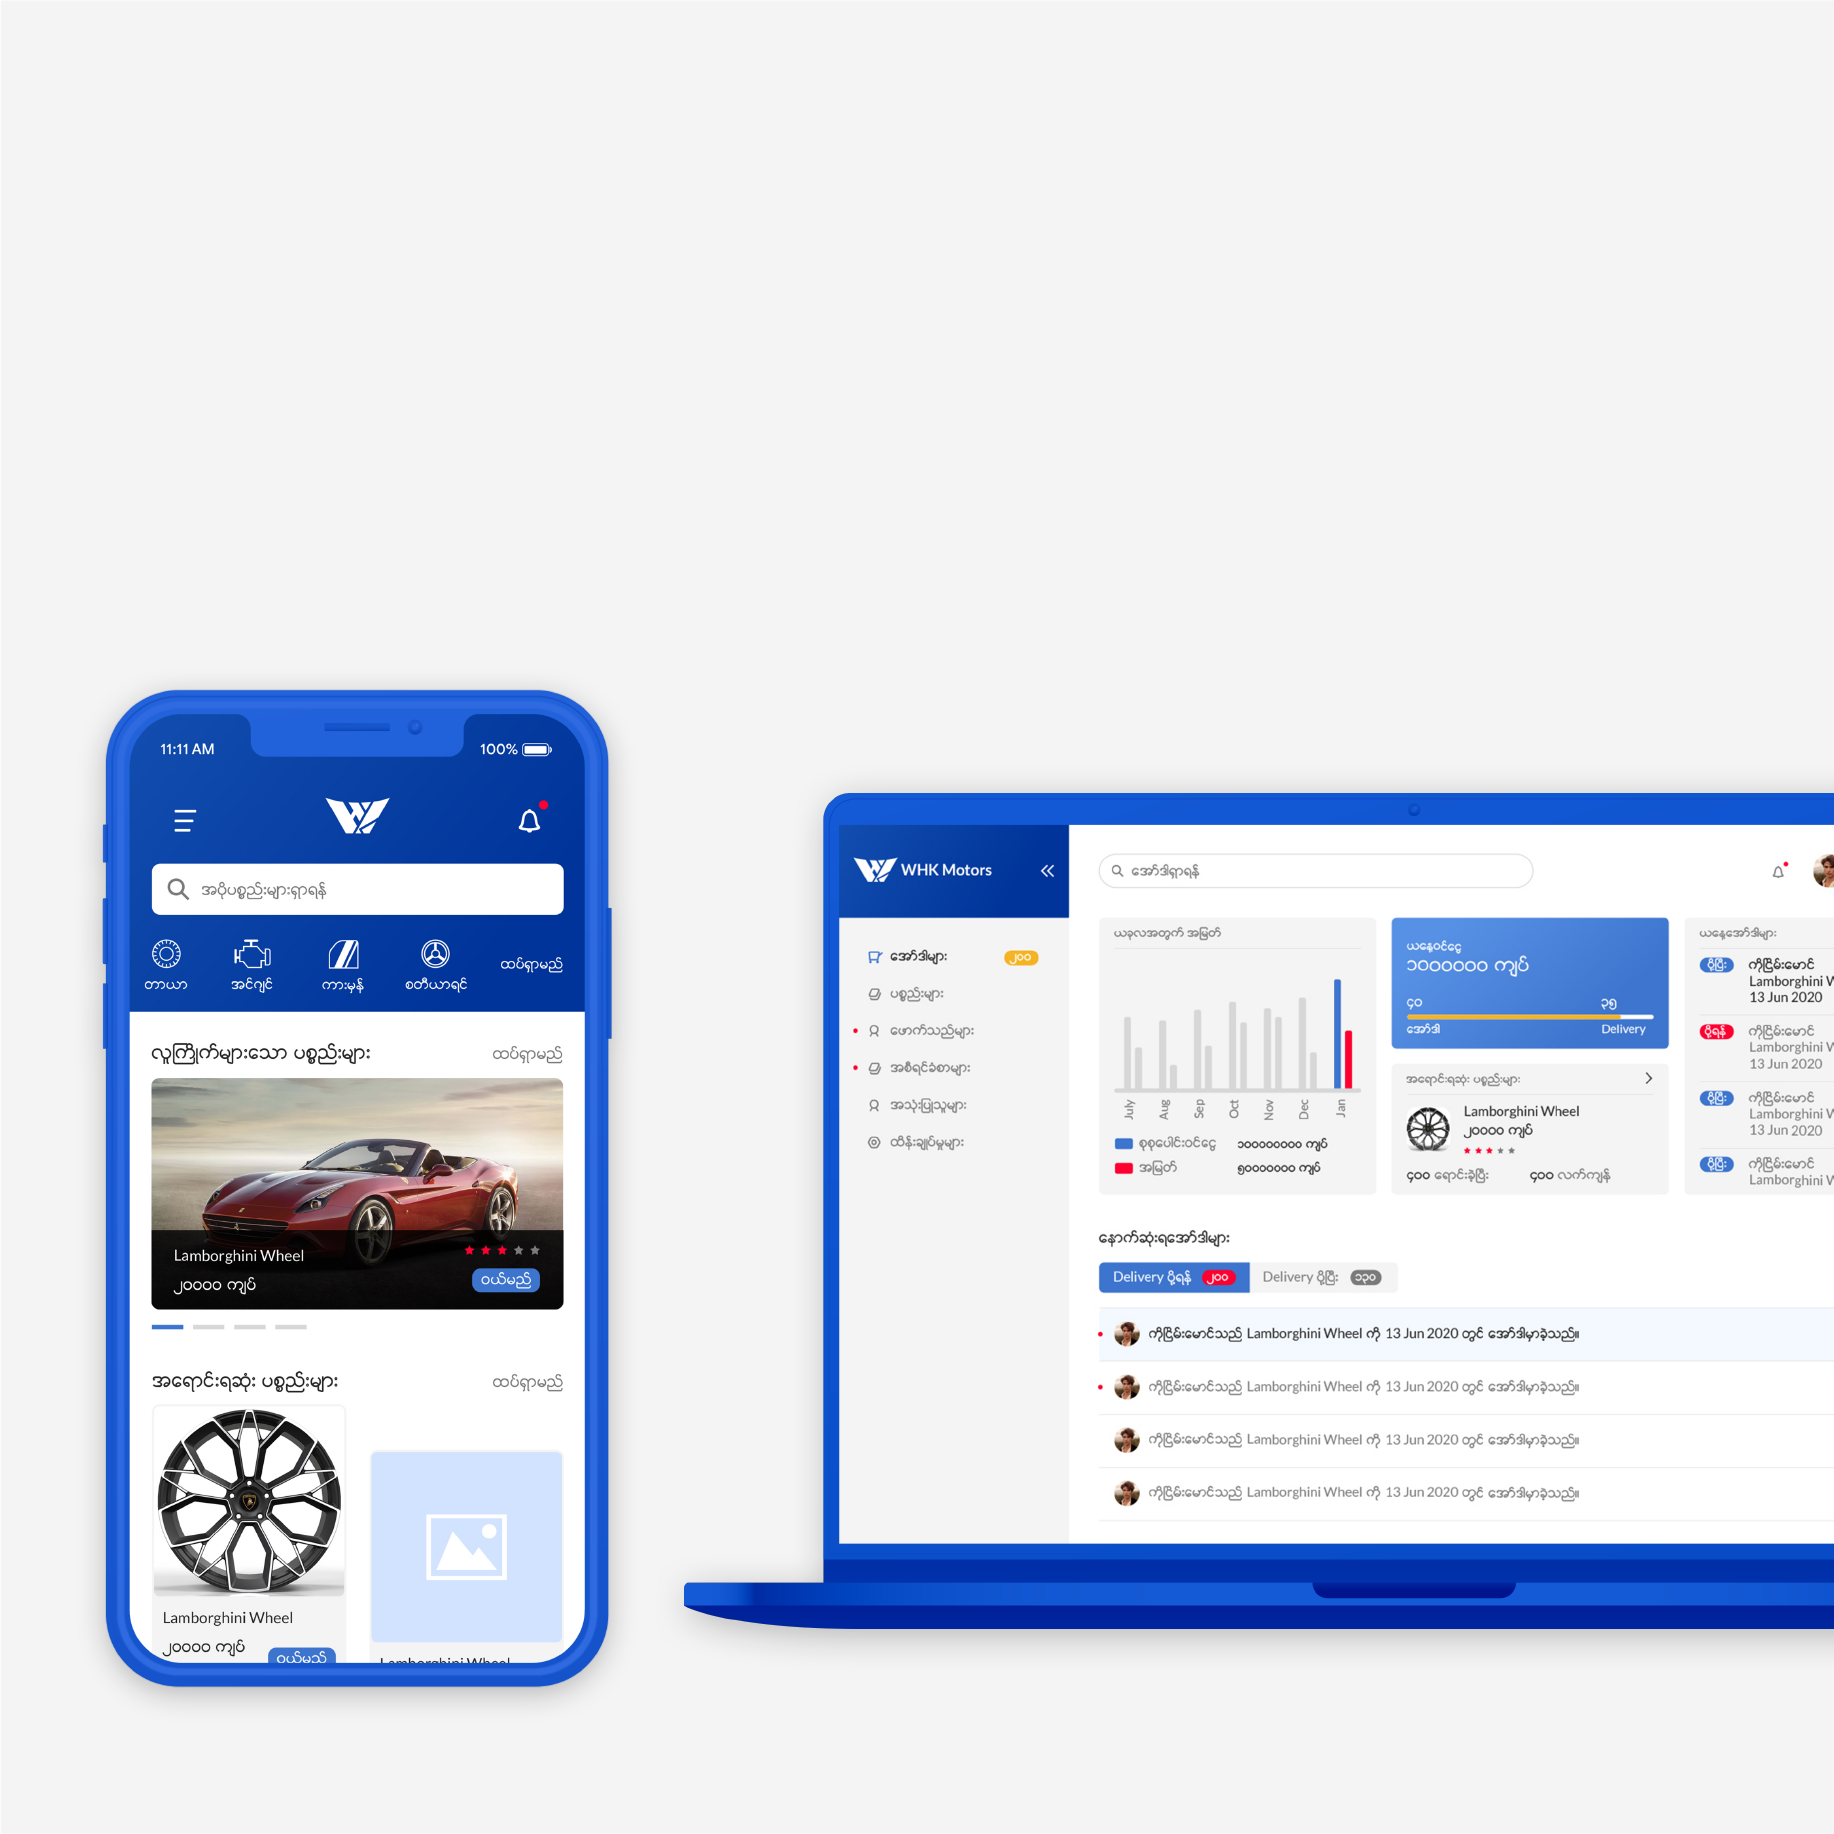 11:11 AM
100%
အပိုပစ္စည်းများရှာရန်
တာယာ
အင်ဂျင်
ကားမှန်
စတီယာရင်
ထပ်ရှာမည်
လူကြိုက်များသော ပစ္စည်းများ
ထပ်ရှာမည်
Lamborghini Wheel
၂၀၀၀၀ ကျပ်
ဝယ်မည်
အရောင်းရဆုံး ပစ္စည်းများ
ထပ်ရှာမည်
Lamborghini Wheel
၂၀၀၀၀ ကျပ်
ဝယ်မည်
Lamborghini Wheel
WHK Motors
အော်ဒါများ
၂၀၀
ပစ္စည်းများ
ဖောက်သည်များ
အစီရင်ခံစာများ
အသုံးပြုသူများ
ထိန်းချုပ်မှုများ
အော်ဒါရှာရန်
ယခုလအတွက် အမြတ်
July
Aug
Sep
Oct
Nov
Dec
Jan
စုစုပေါင်းဝင်ငွေ
၁၀၀၀၀၀၀၀၀ ကျပ်
အမြတ်
၅၀၀၀၀၀၀၀ ကျပ်
ယနေ့ဝင်ငွေ
၁၀၀၀၀၀၀ ကျပ်
၄၀
၃၅
အော်ဒါ
Delivery
အရောင်းရဆုံး ပစ္စည်းများ
Lamborghini Wheel
၂၀၀၀၀ ကျပ်
၄၀၀ ရောင်းခဲ့ပြီး
၄၀၀ လက်ကျန်
ယနေ့အော်ဒါများ
ပို့ပြီး
ကိုငြိမ်းမောင်
Lamborghini W
13 Jun 2020
ပို့ရန်
ကိုငြိမ်းမောင်
Lamborghini W
13 Jun 2020
ပို့ပြီး
ကိုငြိမ်းမောင်
Lamborghini W
13 Jun 2020
ပို့ပြီး
ကိုငြိမ်းမောင်
Lamborghini W
နောက်ဆုံးရအော်ဒါများ
Delivery ပို့ရန် ၂၀၀
Delivery ပို့ပြီး ၁၃၀
ကိုငြိမ်းမောင်သည် Lamborghini Wheel ကို 13 Jun 2020 တွင် အော်ဒါမှာခဲ့သည်။
ကိုငြိမ်းမောင်သည် Lamborghini Wheel ကို 13 Jun 2020 တွင် အော်ဒါမှာခဲ့သည်။
ကိုငြိမ်းမောင်သည် Lamborghini Wheel ကို 13 Jun 2020 တွင် အော်ဒါမှာခဲ့သည်။
ကိုငြိမ်းမောင်သည် Lamborghini Wheel ကို 13 Jun 2020 တွင် အော်ဒါမှာခဲ့သည်။